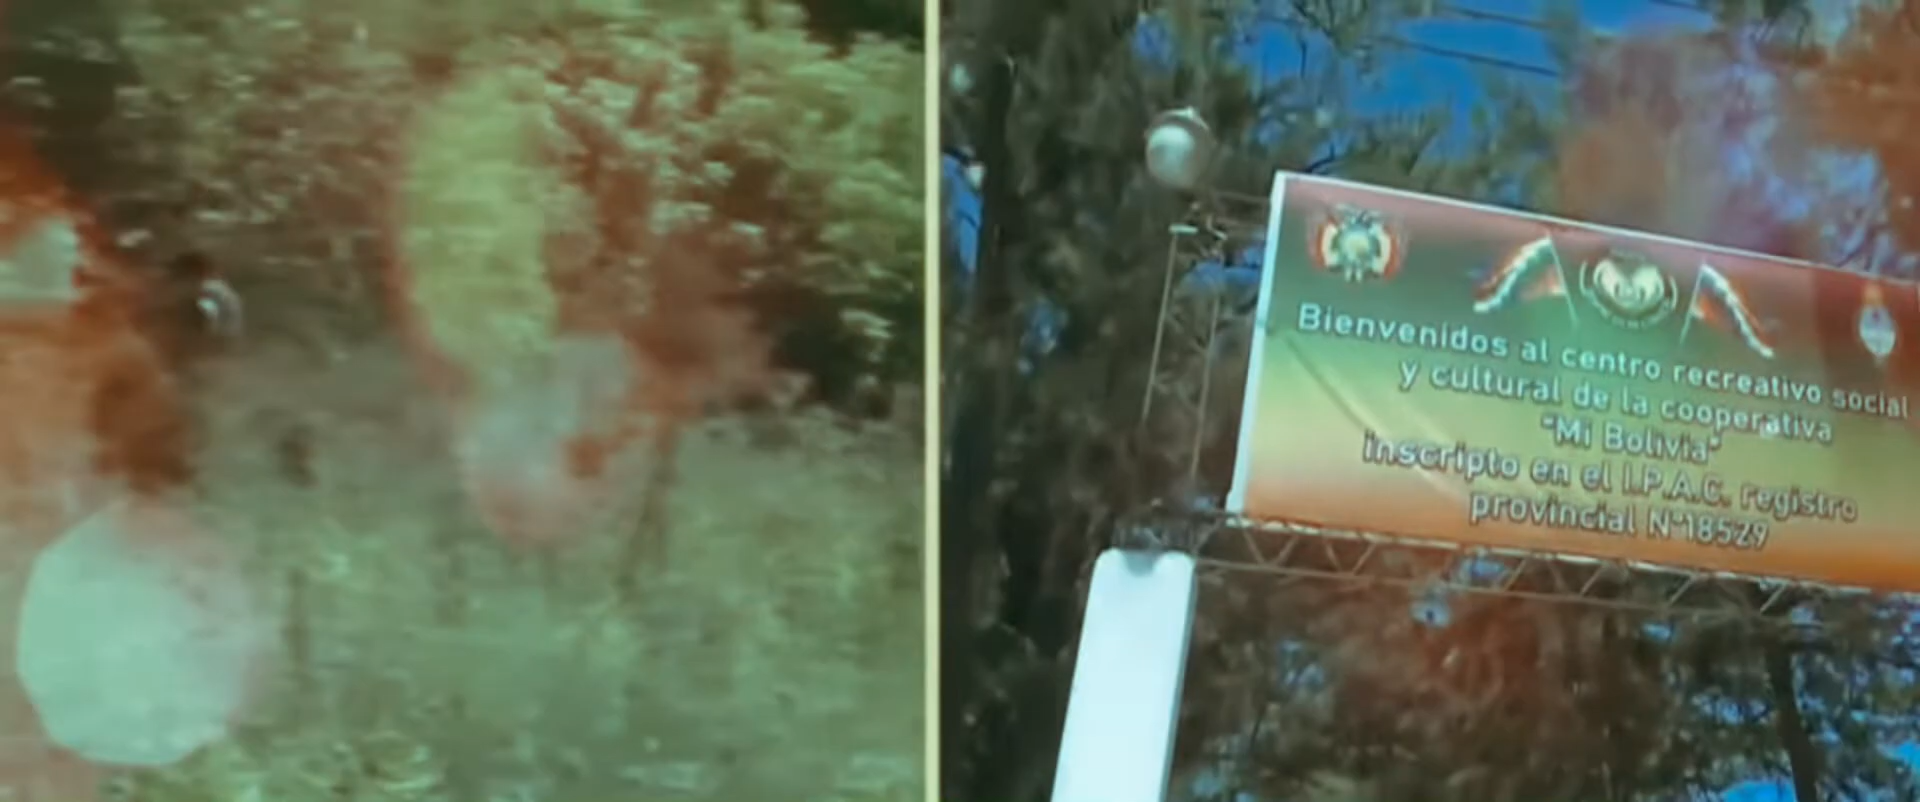 Bienvenidos al centro recreativo social
y cultural de la cooperativa
"Mi Bolivia"
inscripto en el I.P.A.C. registro
provincial N°18529